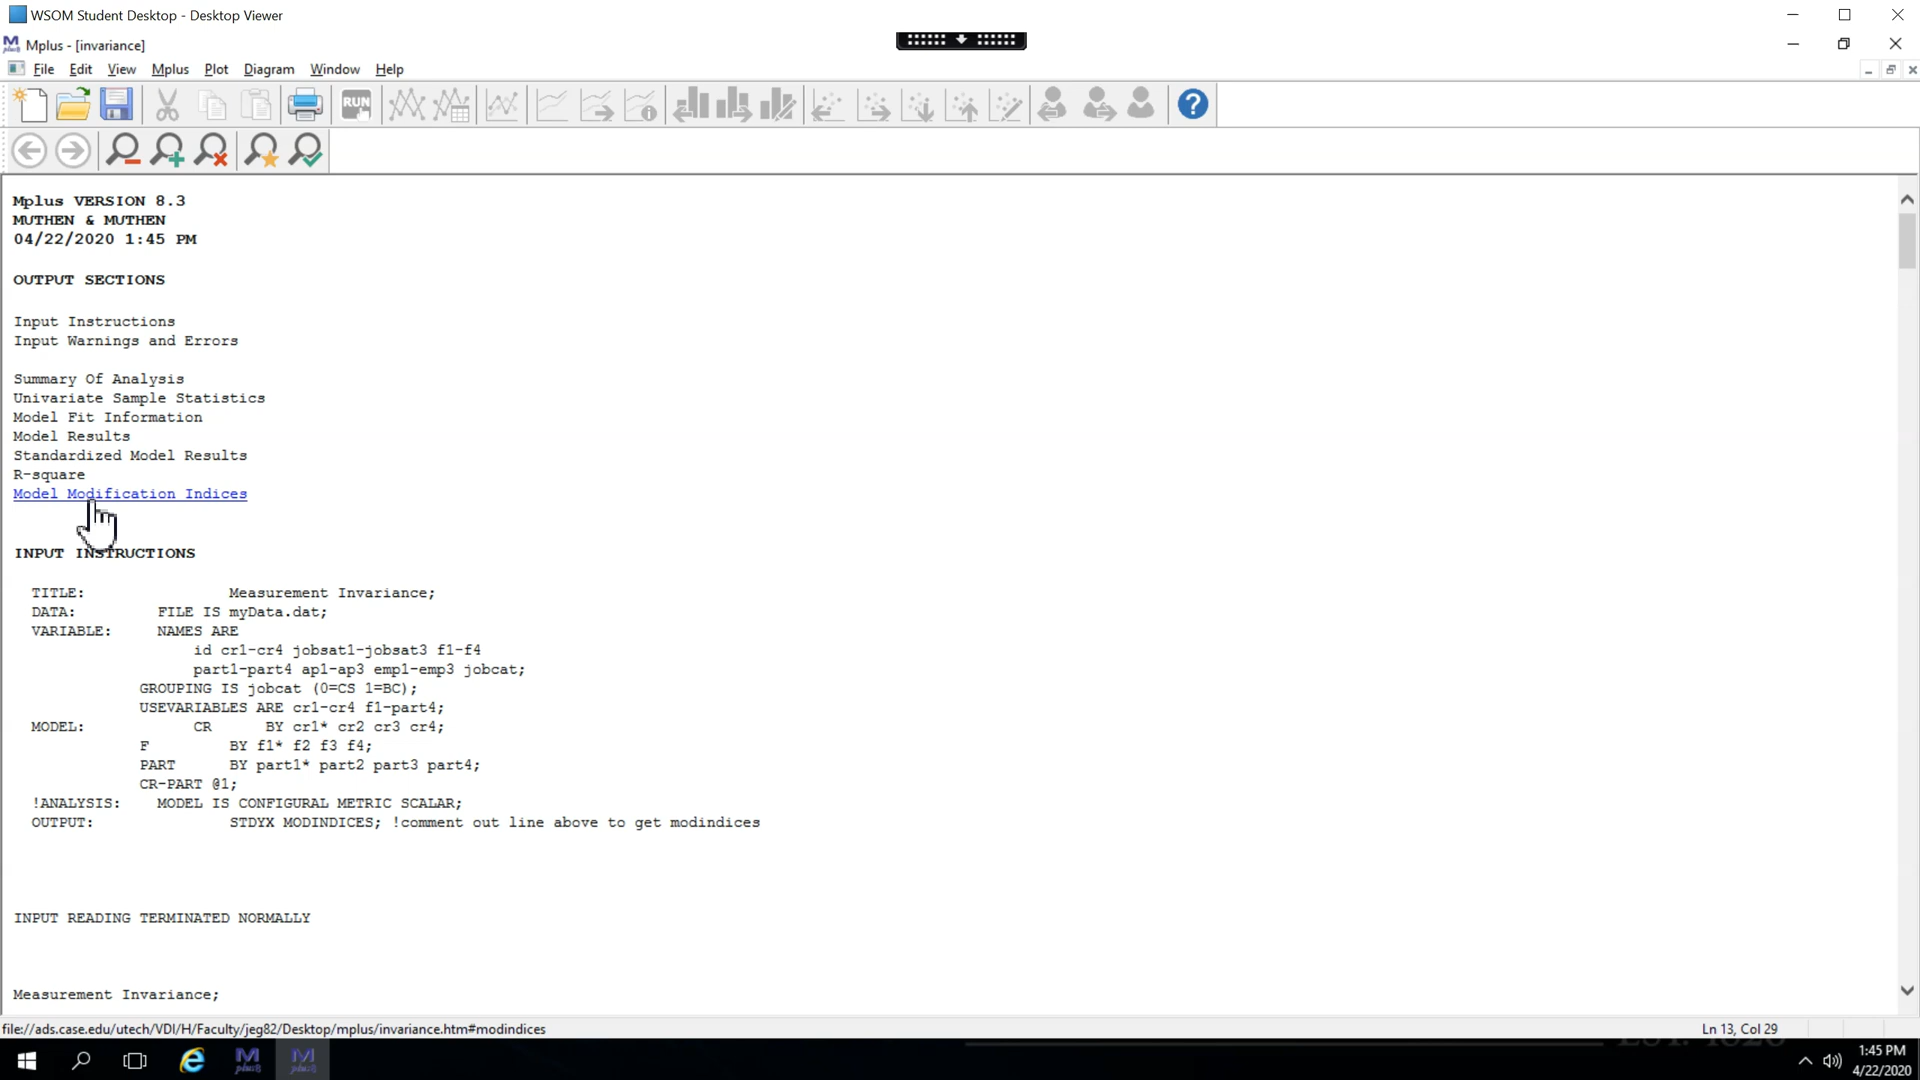 WSOM Student Desktop - Desktop Viewer
Mplus - [invariance]
File Edit View Mplus Plot Diagram Window Help
RUN
Mplus VERSION 8.3
MUTHEN & MUTHEN
04/22/2020 1:45 PM
OUTPUT SECTIONS
Input Instructions
Input Warnings and Errors
Summary Of Analysis
Univariate Sample Statistics
Model Fit Information
Model Results
Standardized Model Results
R-square
Model Modification Indices
INPUT INSTRUCTIONS
TITLE: Measurement Invariance;
DATA: FILE IS myData.dat;
VARIABLE: NAMES ARE
id cr1-cr4 jobsat1-jobsat3 f1-f4
part1-part4 ap1-ap3 emp1-emp3 jobcat;
GROUPING IS jobcat (0=CS 1=BC);
USEVARIABLES ARE cr1-cr4 f1-part4;
MODEL: CR BY cr1* cr2 cr3 cr4;
F BY f1* f2 f3 f4;
PART BY part1* part2 part3 part4;
CR-PART @1;
!ANALYSIS: MODEL IS CONFIGURAL METRIC SCALAR;
OUTPUT: STDYX MODINDICES; !comment out line above to get modindices
INPUT READING TERMINATED NORMALLY
Measurement Invariance;
file://ads.case.edu/utech/VDI/H/Faculty/jeg82/Desktop/mplus/invariance.htm#modindices
Ln 13, Col 29
1:45 PM
4/22/2020